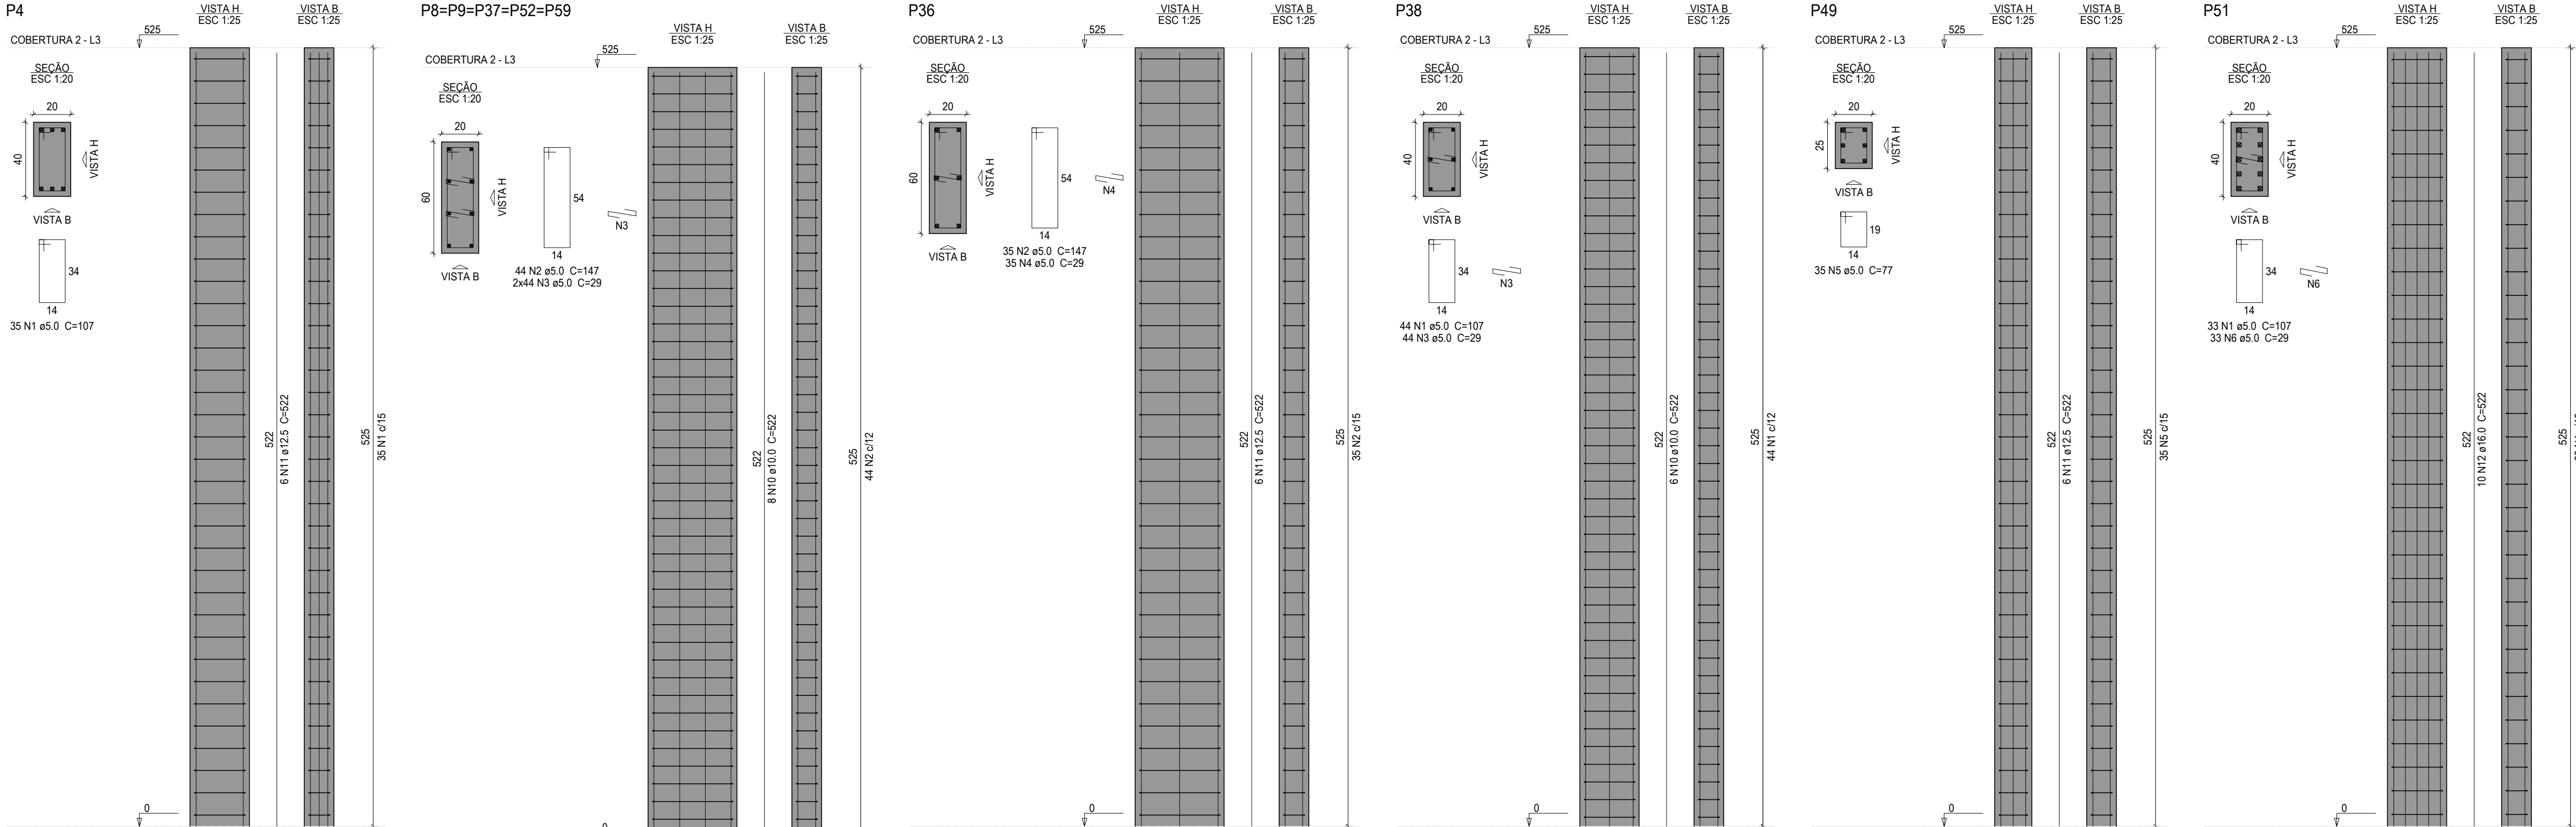 P4
VISTA H
ESC 1:25
VISTA B
ESC 1:25
COBERTURA 2 - L3
525
SEÇÃO
ESC 1:20
20
40
VISTA H
VISTA B
34
14
35 N1 ø5.0 C=107
522
6 N11 ø12.5 C=522
525
35 N1 c/15
0
P8=P9=P37=P52=P59
VISTA H
ESC 1:25
VISTA B
ESC 1:25
COBERTURA 2 - L3
525
SEÇÃO
ESC 1:20
20
60
VISTA H
VISTA B
54
14
N3
44 N2 ø5.0 C=147
2x44 N3 ø5.0 C=29
522
8 N10 ø10.0 C=522
525
44 N2 c/12
0
P36
VISTA H
ESC 1:25
VISTA B
ESC 1:25
COBERTURA 2 - L3
525
SEÇÃO
ESC 1:20
20
60
VISTA H
VISTA B
54
14
N4
35 N2 ø5.0 C=147
35 N4 ø5.0 C=29
522
6 N11 ø12.5 C=522
525
35 N2 c/15
0
P38
VISTA H
ESC 1:25
VISTA B
ESC 1:25
COBERTURA 2 - L3
525
SEÇÃO
ESC 1:20
20
40
VISTA H
VISTA B
34
14
N3
44 N1 ø5.0 C=107
44 N3 ø5.0 C=29
522
6 N10 ø10.0 C=522
525
44 N1 c/12
0
P49
VISTA H
ESC 1:25
VISTA B
ESC 1:25
COBERTURA 2 - L3
525
SEÇÃO
ESC 1:20
20
25
VISTA H
VISTA B
19
14
35 N5 ø5.0 C=77
522
6 N11 ø12.5 C=522
525
35 N5 c/15
0
P51
VISTA H
ESC 1:25
VISTA B
ESC 1:25
COBERTURA 2 - L3
525
SEÇÃO
ESC 1:20
20
40
VISTA H
VISTA B
34
14
N6
33 N1 ø5.0 C=107
33 N6 ø5.0 C=29
522
10 N12 ø16.0 C=522
525
0